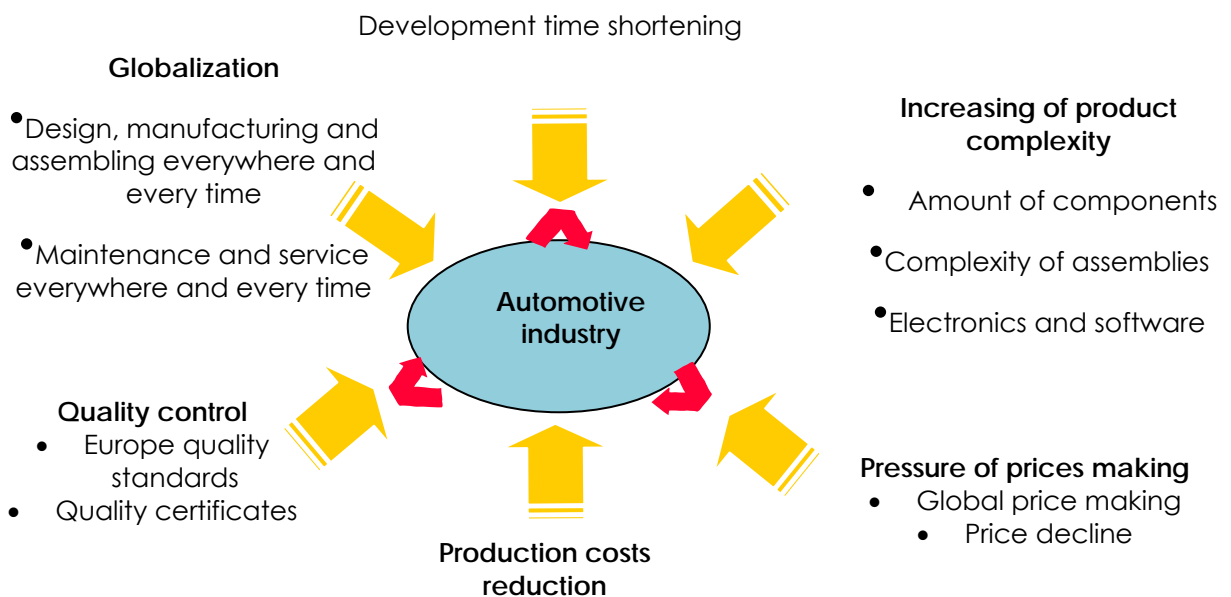 Development time shortening
Globalization
• Design, manufacturing and
assembling everywhere and
every time
• Maintenance and service
everywhere and every time
Increasing of product
complexity
• Amount of components
• Complexity of assemblies
• Electronics and software
Automotive
industry
Quality control
• Europe quality
standards
• Quality certificates
Production costs
reduction
Pressure of prices making
• Global price making
• Price decline